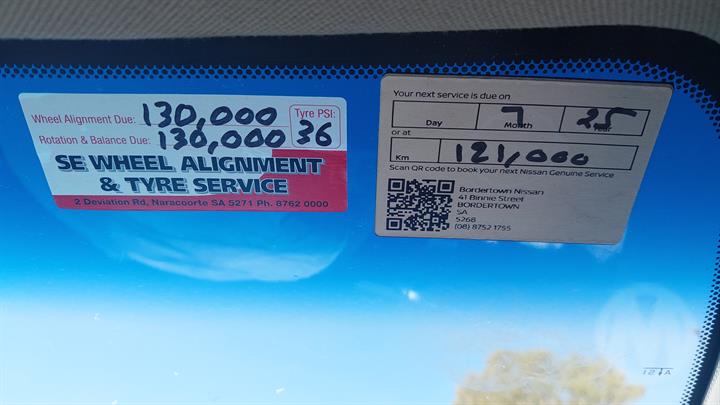 Wheel Alignment Due: 130,000
Tyre PSI:
Rotation & Balance Due: 130,000 36
SE WHEEL ALIGNMENT
& TYRE SERVICE
2 Deviation Rd, Naracoorte SA 5271 Ph. 8762 0000
Your next service is due on
7 25
Day Month Year
or at
Km 121,000
Scan QR code to book your next Nissan Genuine Service
Bordertown Nissan
41 Binnie Street
BORDERTOWN
SA
5268
(08) 8752 1755
M